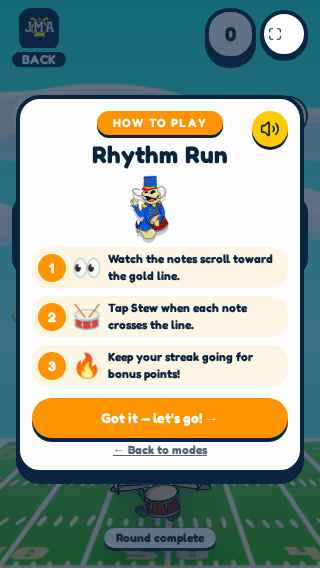 JMA
BACK
0
HOW TO PLAY
Rhythm Run
1
Watch the notes scroll toward
the gold line.
2
Tap Stew when each note
crosses the line.
3
Keep your streak going for
bonus points!
Got it – let's go! →
← Back to modes
Round complete